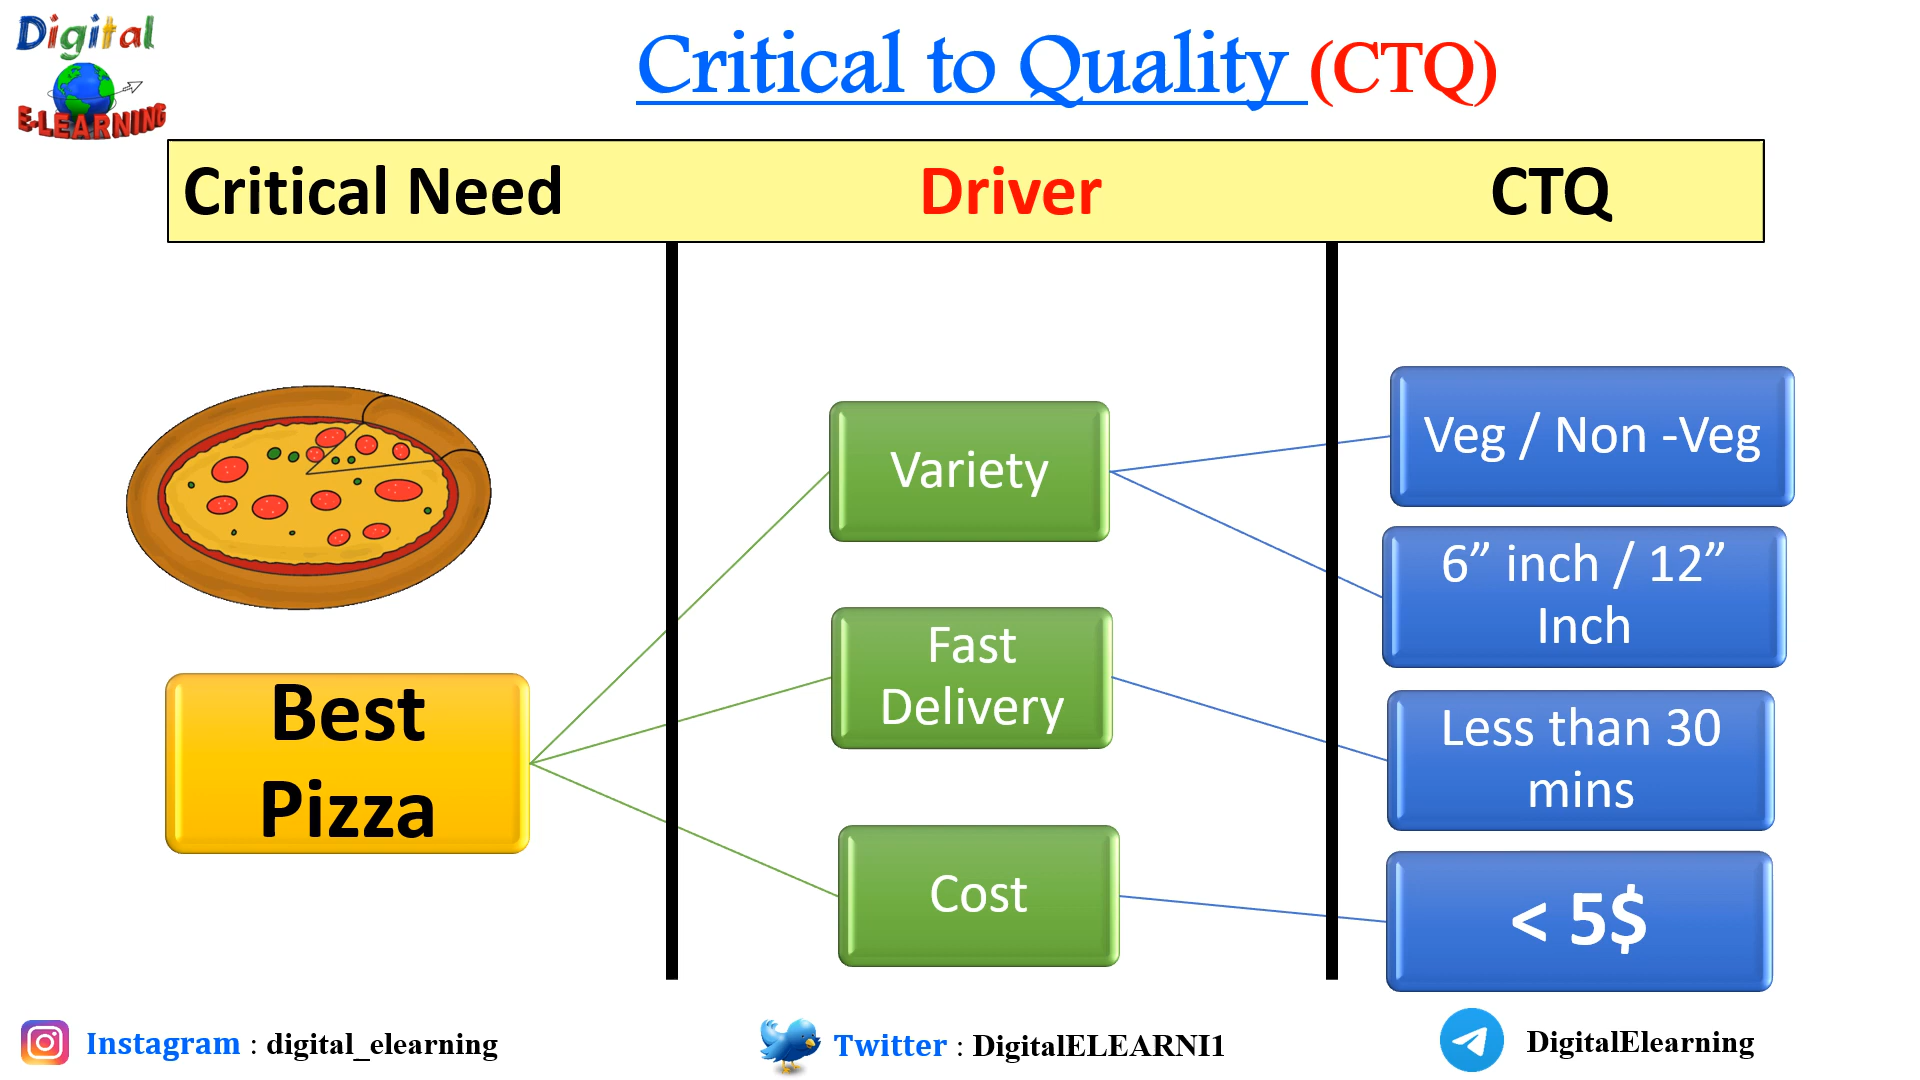 Digital
E-LEARNING
Critical to Quality (CTQ)
Critical Need Driver CTQ
Best
Pizza
Variety
Fast
Delivery
Cost
Veg / Non -Veg
6” inch / 12”
Inch
Less than 30
mins
< 5$
Instagram : digital_elearning
Twitter : DigitalELEARNI1
DigitalElearning